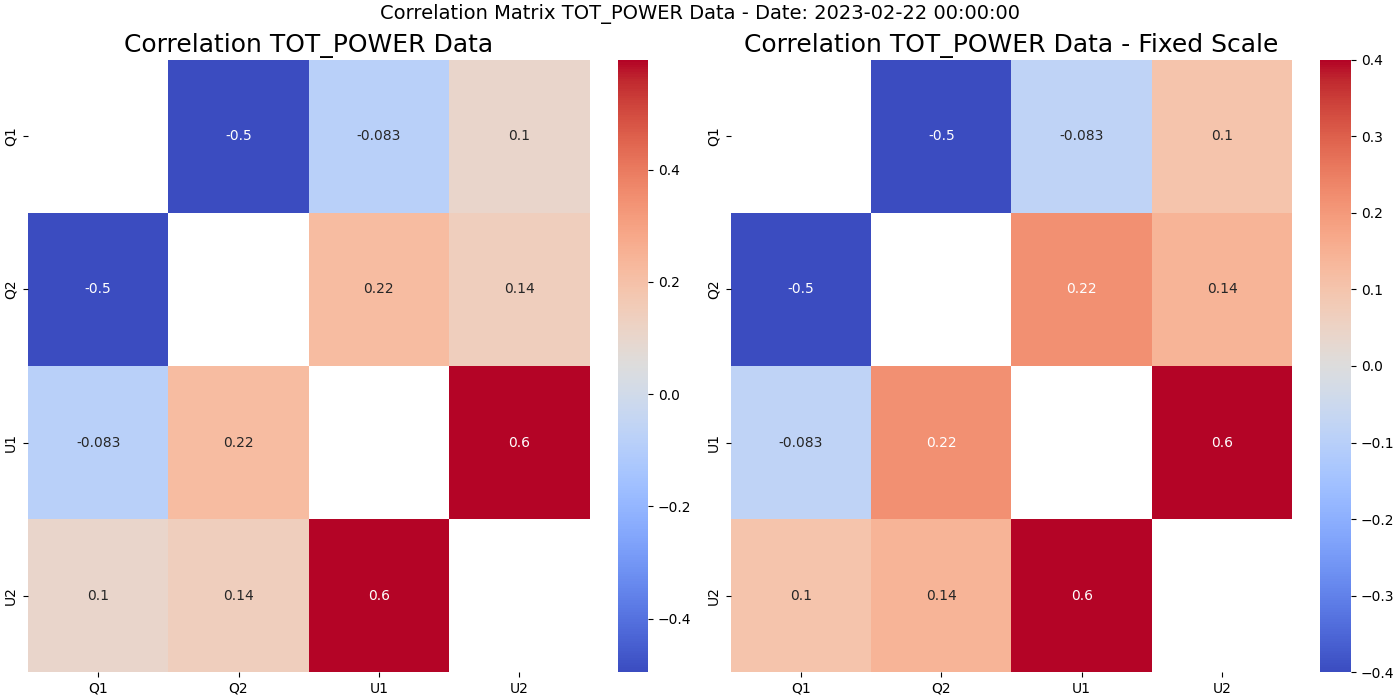 Correlation Matrix TOT_POWER Data - Date: 2023-02-22 00:00:00
Correlation TOT_POWER Data
Q1
-0.5
-0.083
0.1
Q2
-0.5
0.22
0.14
U1
-0.083
0.22
0.6
U2
0.1
0.14
0.6
Q1
Q2
U1
U2
0.4
0.2
0.0
−0.2
−0.4
Correlation TOT_POWER Data - Fixed Scale
Q1
-0.5
-0.083
0.1
Q2
-0.5
0.22
0.14
U1
-0.083
0.22
0.6
U2
0.1
0.14
0.6
Q1
Q2
U1
U2
0.4
0.3
0.2
0.1
0.0
−0.1
−0.2
−0.3
−0.4